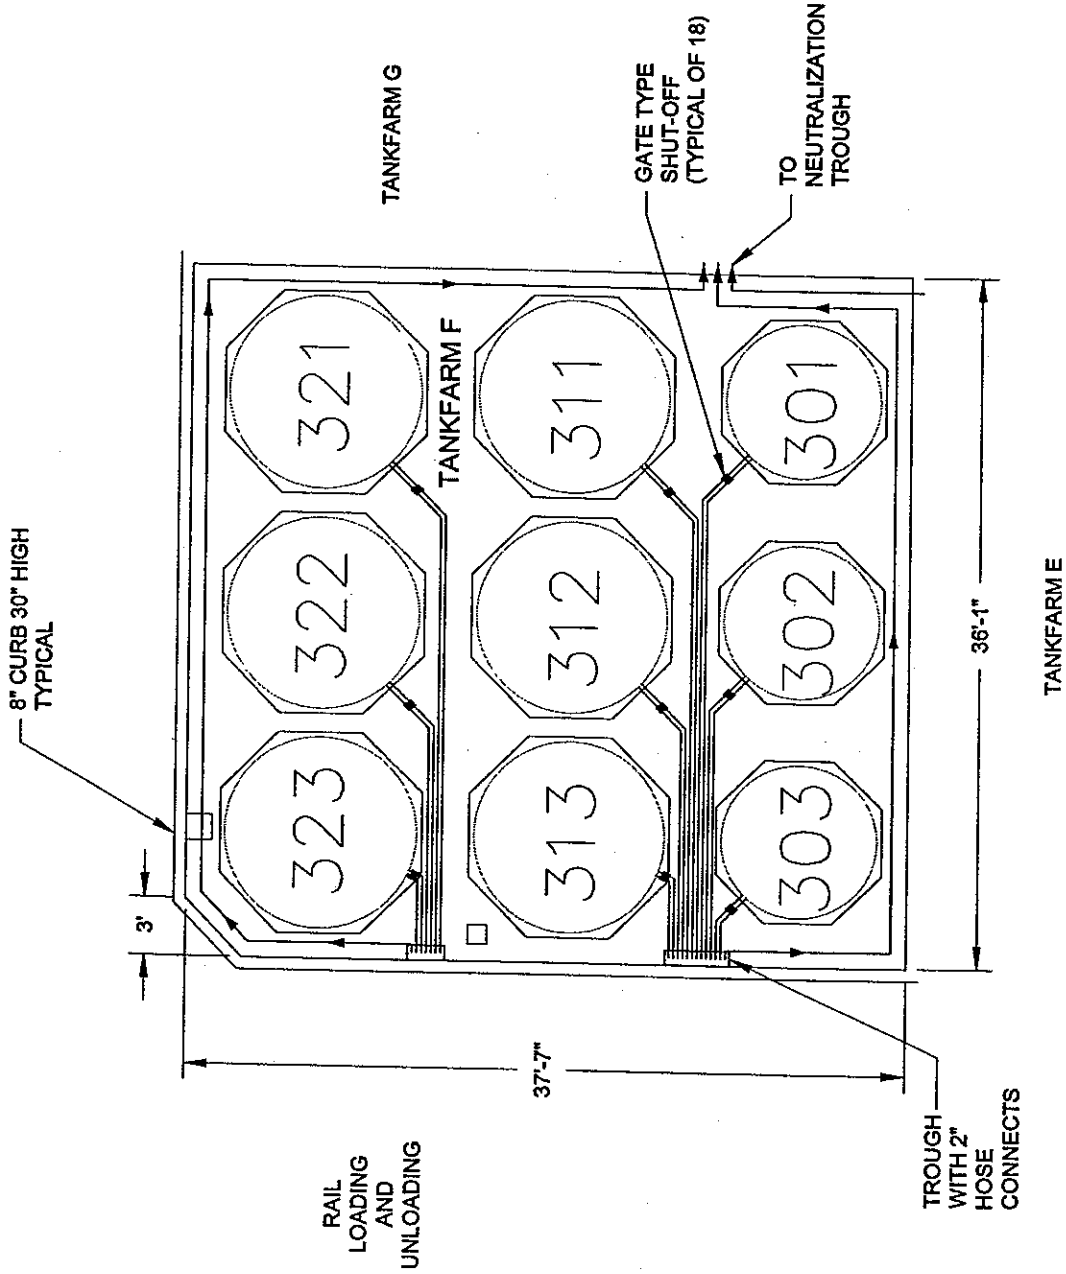 8" CURB 30" HIGH
TYPICAL
3'
TANKFARM G
GATE TYPE
SHUT-OFF
(TYPICAL OF 18)
TO
NEUTRALIZATION
TROUGH
TANKFARM F
323
322
321
313
312
311
303
302
301
RAIL
LOADING
AND
UNLOADING
37'-7"
36'-1"
TROUGH
WITH 2"
HOSE
CONNECTS
TANKFARM E